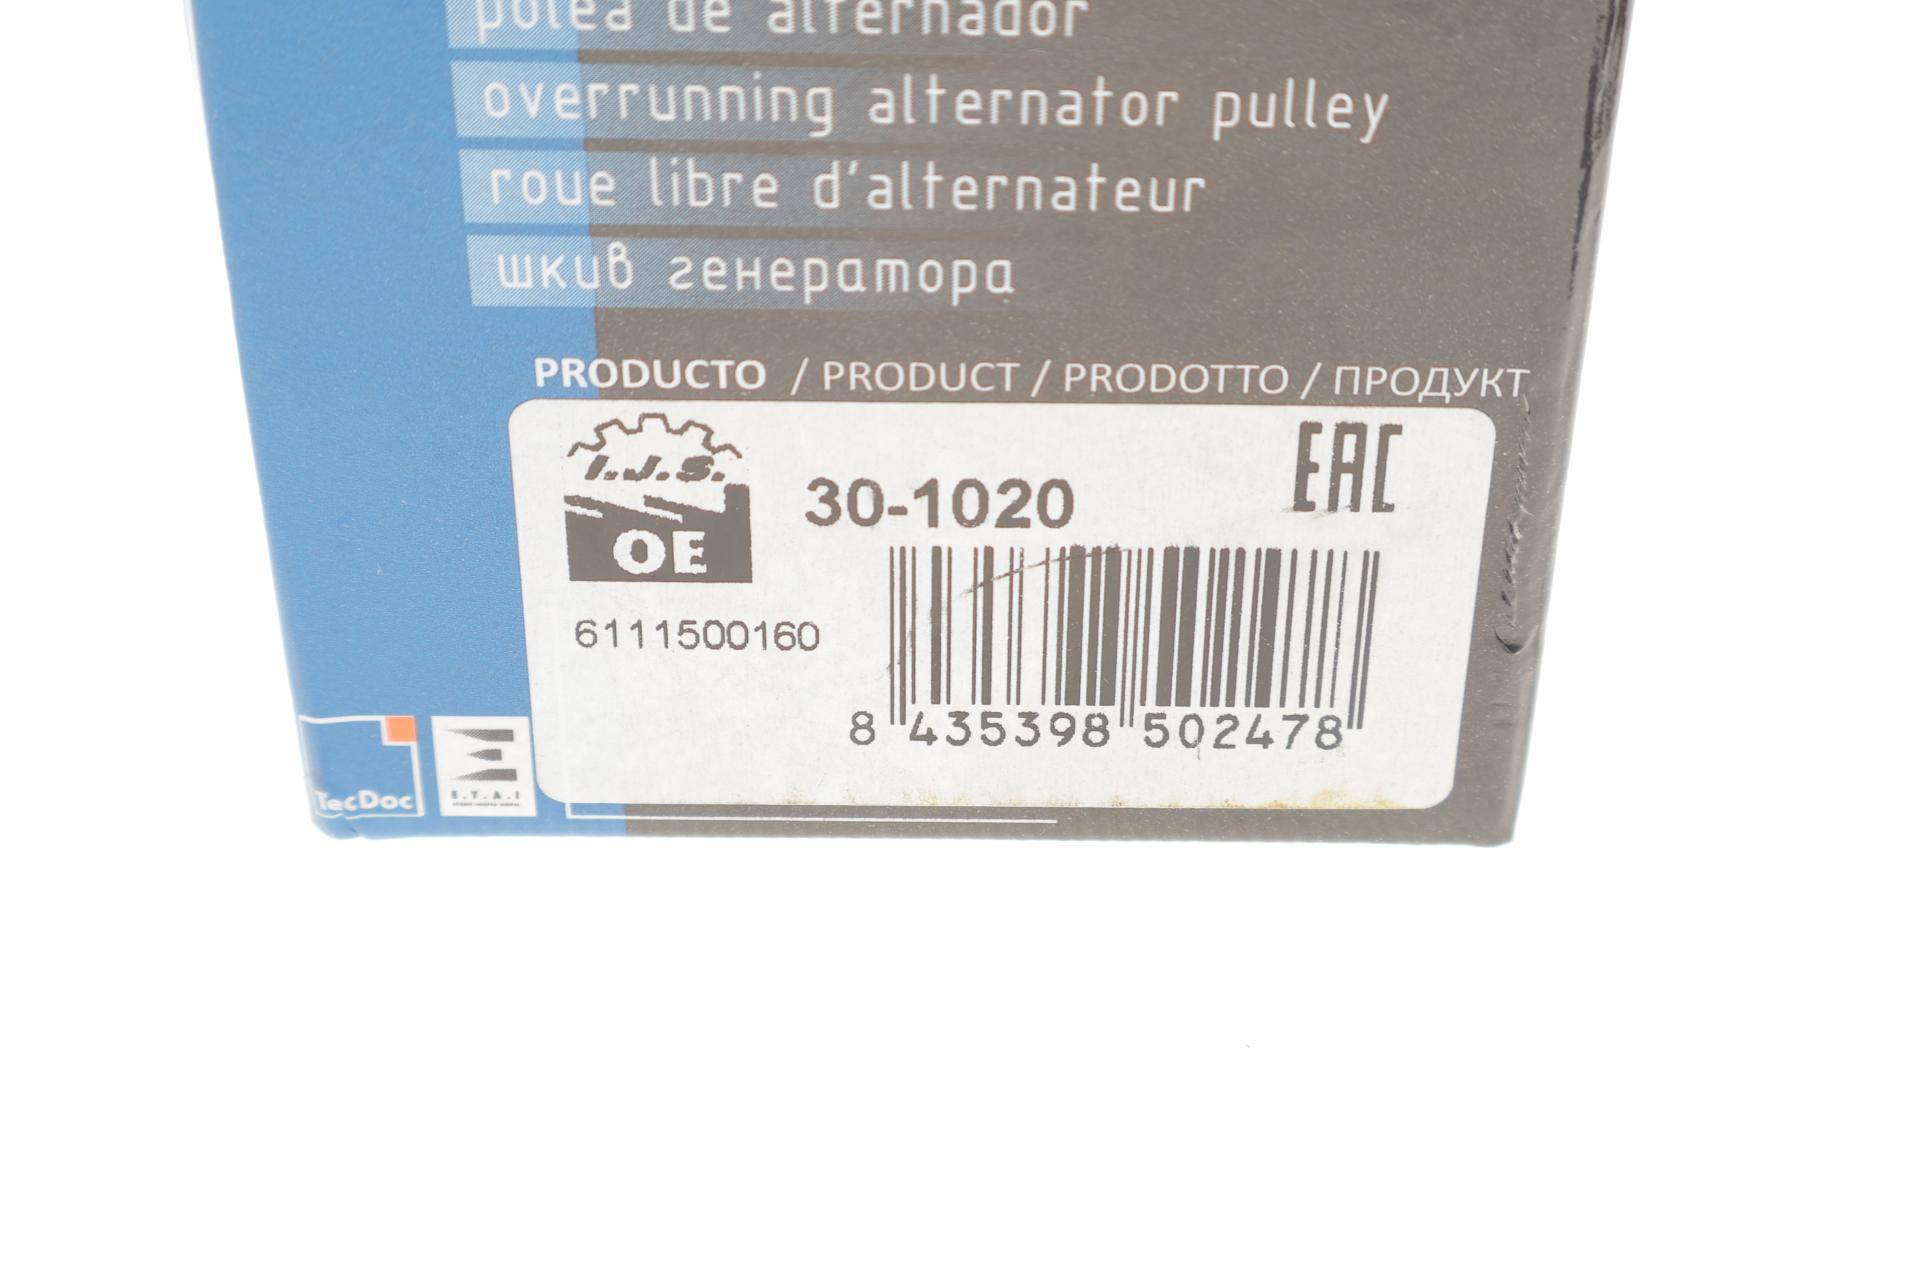 polea de alternador
overrunning alternator pulley
roue libre d'alternateur
шкив генератора
PRODUCTO / PRODUCT / PRODOTTO / ПРОДУКТ
I.J.S.
OE
30-1020
EAC
6111500160
8 435398 502478
TecDoc
E.T.A.I